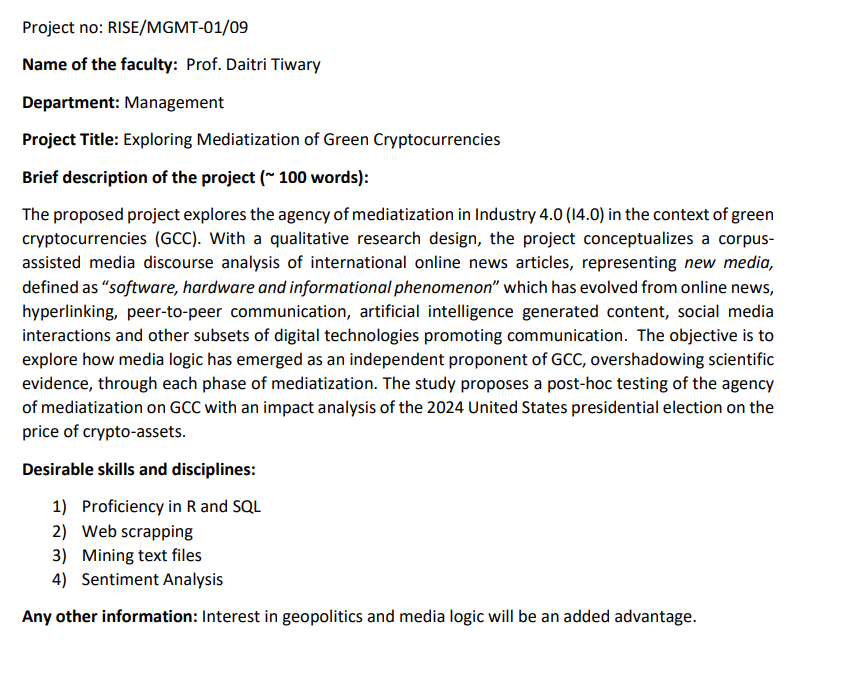 Project no: RISE/MGMT-01/09
Name of the faculty: Prof. Daitri Tiwary
Department: Management
Project Title: Exploring Mediatization of Green Cryptocurrencies
Brief description of the project (~ 100 words):
The proposed project explores the agency of mediatization in Industry 4.0 (I4.0) in the context of green
cryptocurrencies (GCC). With a qualitative research design, the project conceptualizes a corpus-
assisted media discourse analysis of international online news articles, representing new media,
defined as “software, hardware and informational phenomenon” which has evolved from online news,
hyperlinking, peer-to-peer communication, artificial intelligence generated content, social media
interactions and other subsets of digital technologies promoting communication. The objective is to
explore how media logic has emerged as an independent proponent of GCC, overshadowing scientific
evidence, through each phase of mediatization. The study proposes a post-hoc testing of the agency
of mediatization on GCC with an impact analysis of the 2024 United States presidential election on the
price of crypto-assets.
Desirable skills and disciplines:
1) Proficiency in R and SQL
2) Web scrapping
3) Mining text files
4) Sentiment Analysis
Any other information: Interest in geopolitics and media logic will be an added advantage.